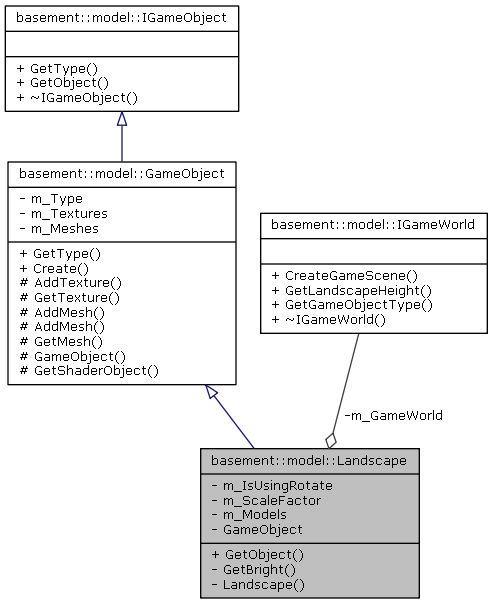 basement::model::IGameObject
+ GetType()
+ GetObject()
+ ~IGameObject()
basement::model::GameObject
- m_Type
- m_Textures
- m_Meshes
+ GetType()
+ Create()
# AddTexture()
# GetTexture()
# AddMesh()
# AddMesh()
# GetMesh()
# GameObject()
# GetShaderObject()
basement::model::IGameWorld
+ CreateGameScene()
+ GetLandscapeHeight()
+ GetGameObjectType()
+ ~IGameWorld()
-m_GameWorld
basement::model::Landscape
- m_IsUsingRotate
- m_ScaleFactor
- m_Models
- GameObject
+ GetObject()
- GetBright()
- Landscape()